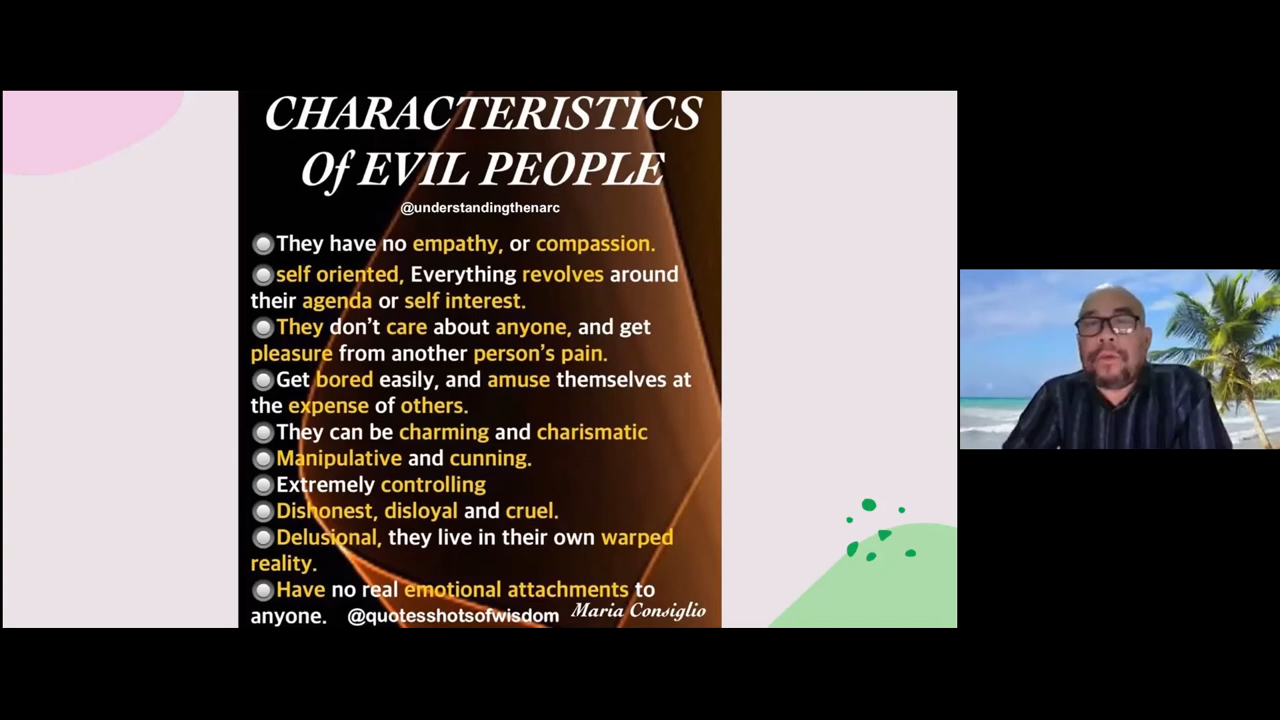 CHARACTERISTICS
Of EVIL PEOPLE
@understandingthenarc
They have no empathy, or compassion.
self oriented, Everything revolves around
their agenda or self interest.
They don't care about anyone, and get
pleasure from another person's pain.
Get bored easily, and amuse themselves at
the expense of others.
They can be charming and charismatic
Manipulative and cunning.
Extremely controlling
Dishonest, disloyal and cruel.
Delusional, they live in their own warped
reality.
Have no real emotional attachments to
anyone. @quotesshotsofwisdom Maria Consiglio